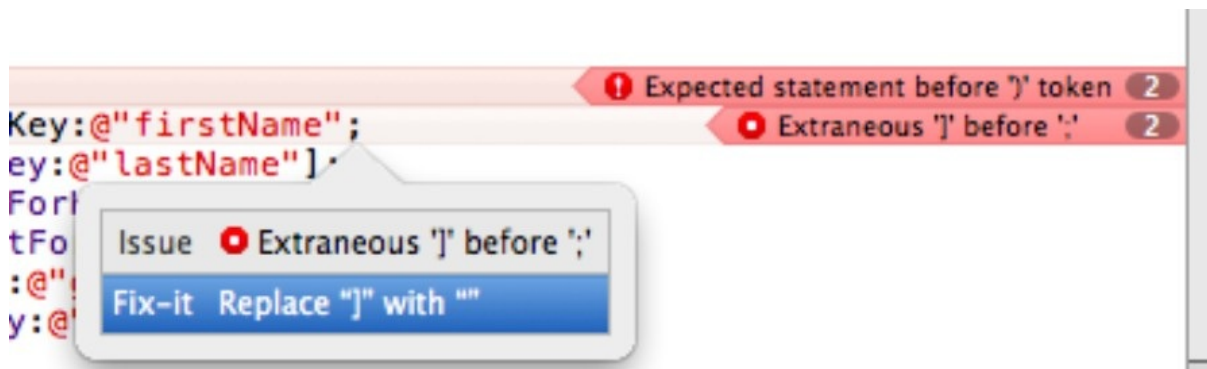 Expected statement before ')' token 2
Key:@"firstName"; Extraneous ']' before ';' 2
ey:@"lastName"];
For
tFo
:@"
y:@
Issue Extraneous ']' before ';'
Fix-it Replace “]” with “”